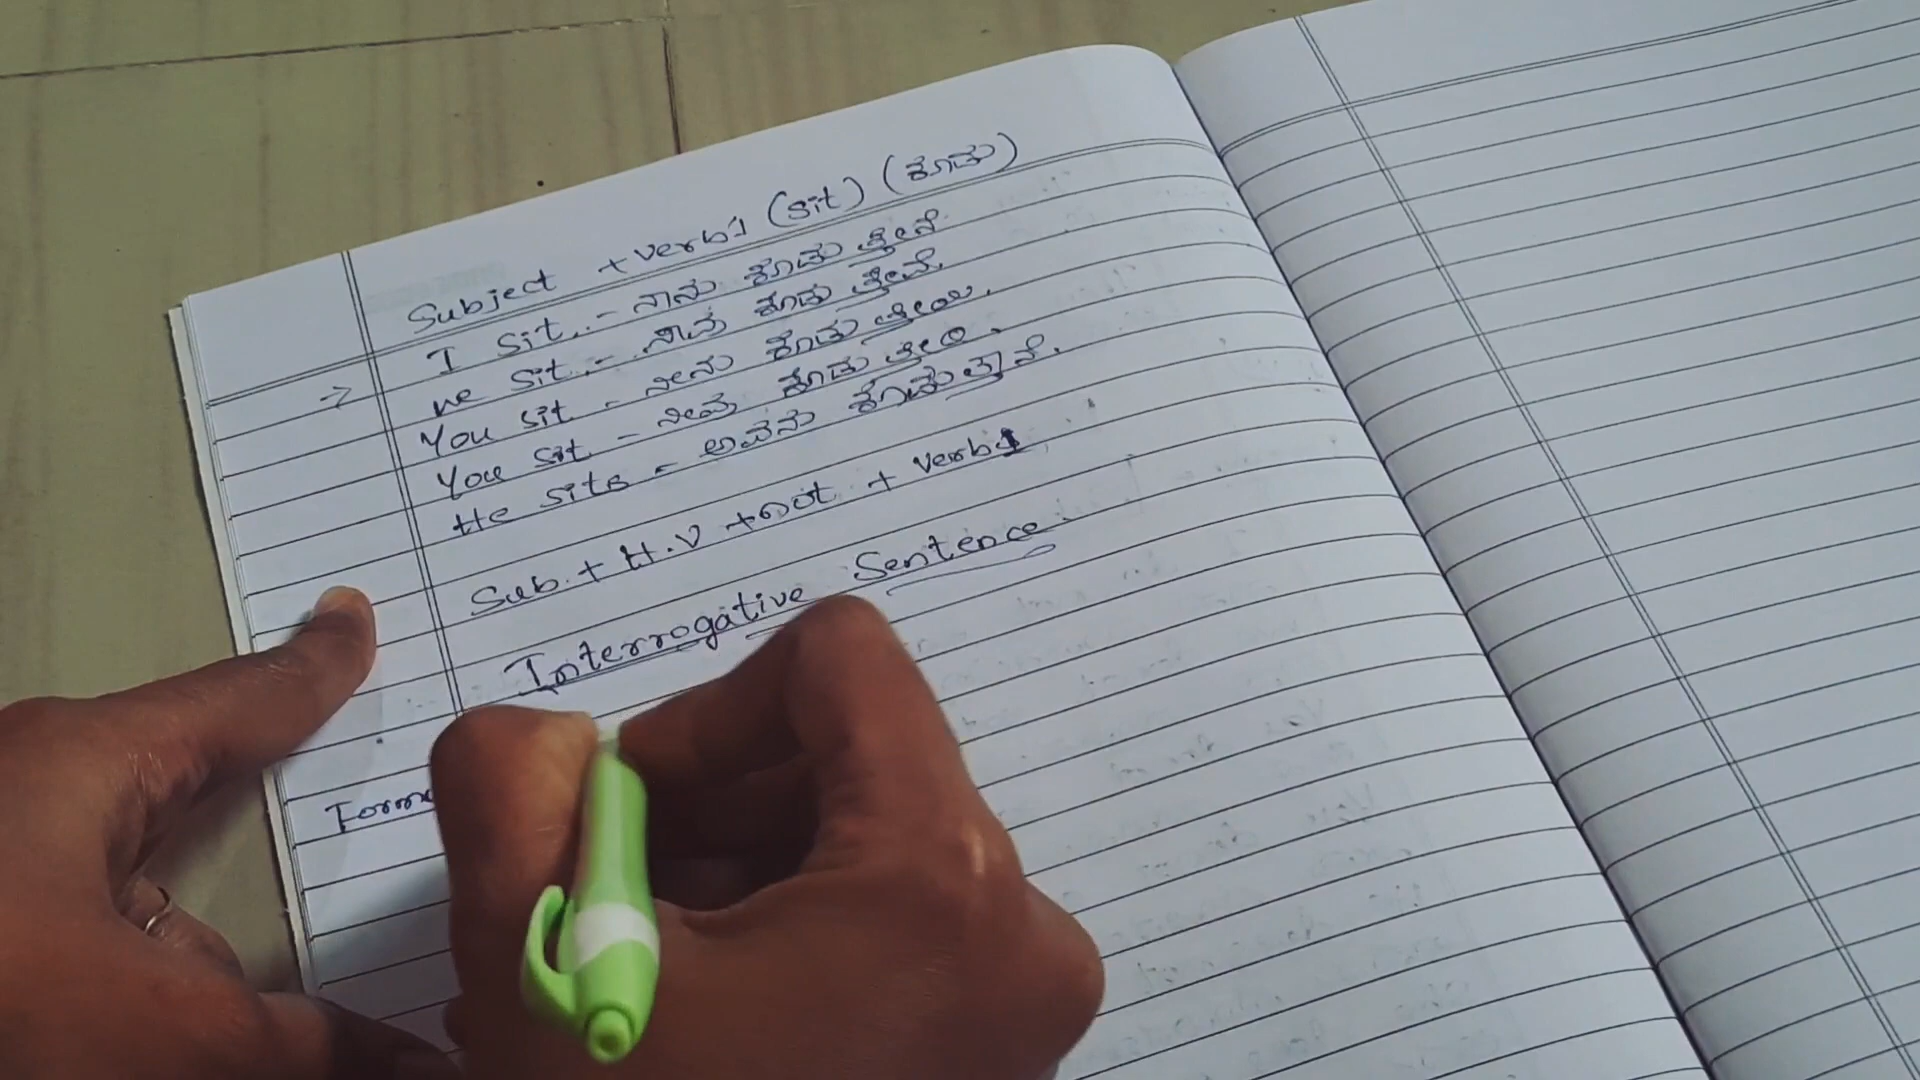 Subject + verb1 (sit) (ಕೂಡು)
I sit. - ನಾನು ಕೂಡುತ್ತೇನೆ.
we sit. - ನಾವು ಕೂಡುತ್ತೇವೆ.
You sit - ನೀನು ಕೂಡುತ್ತೀಯ.
You sit - ನೀವು ಕೂಡುತ್ತೀರಿ.
He sits - ಅವನು ಕೂಡುತ್ತಾನೆ.
Sub. + H.V + not + verb1
Interrogative Sentence